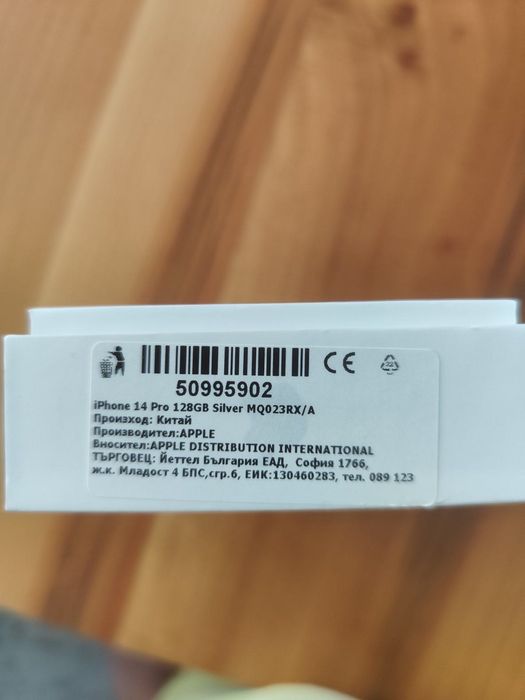 50995902
iPhone 14 Pro 128GB Silver MQ023RX/A
Произход: Китай
Производител:APPLE
Вносител:APPLE DISTRIBUTION INTERNATIONAL
ТЪРГОВЕЦ: Йеттел България ЕАД, София 1766,
ж.к. Младост 4 БПС,сгр.6, ЕИК:130460283, тел. 089 123